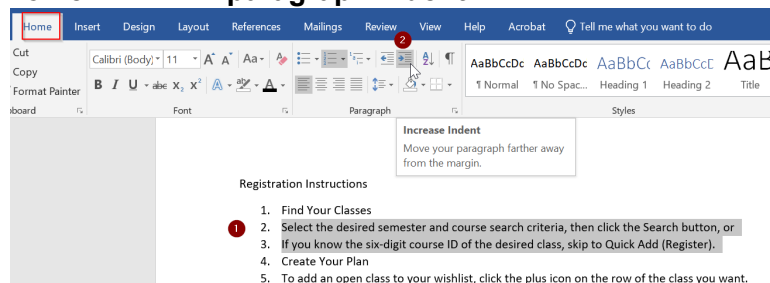 Home Insert Design Layout References Mailings Review View Help Acrobat Tell me what you want to do
2
Cut
Copy
Format Painter
Calibri (Body) 11 A A Aa
B I U abc X₂ X² A aby A
AaBbCcDc AaBbCcDc AaBbCc AaBbCcC AaB
¶ Normal ¶ No Spac... Heading 1 Heading 2 Title
board Font Paragraph Styles
Increase Indent
Move your paragraph farther away
from the margin.
Registration Instructions
1. Find Your Classes
1
2. Select the desired semester and course search criteria, then click the Search button, or
3. If you know the six-digit course ID of the desired class, skip to Quick Add (Register).
4. Create Your Plan
5. To add an open class to your wishlist, click the plus icon on the row of the class you want.